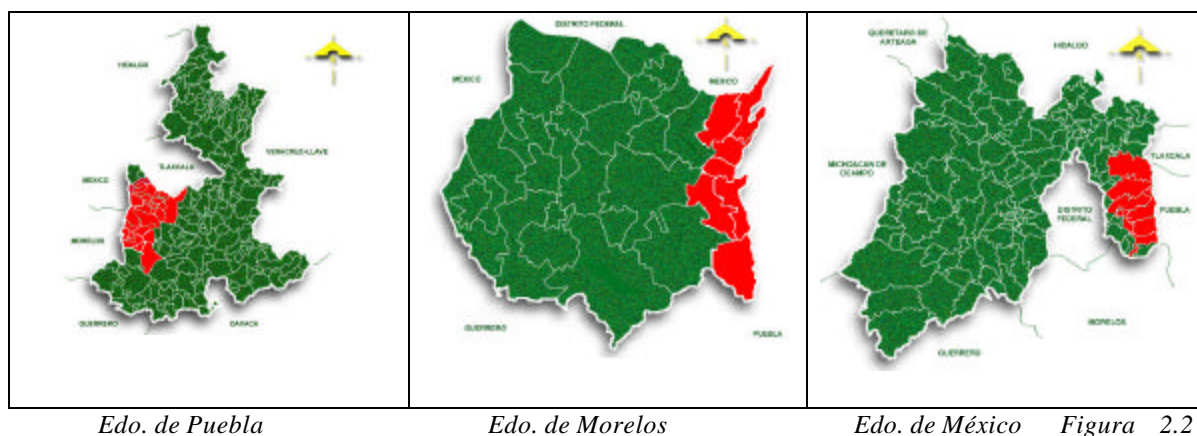 HIDALGO
VERACRUZ-LLAVE
TLAXCALA
MEXICO
MORELOS
GUERRERO
OAXACA
DISTRITO FEDERAL
MEXICO
MEXICO
GUERRERO
PUEBLA
QUERETARO DE
ARTEAGA
HIDALGO
MICHOACAN DE
OCAMPO
TLAXCALA
DISTRITO
FEDERAL
PUEBLA
MORELOS
GUERRERO
Edo. de Puebla Edo. de Morelos Edo. de México Figura 2.2